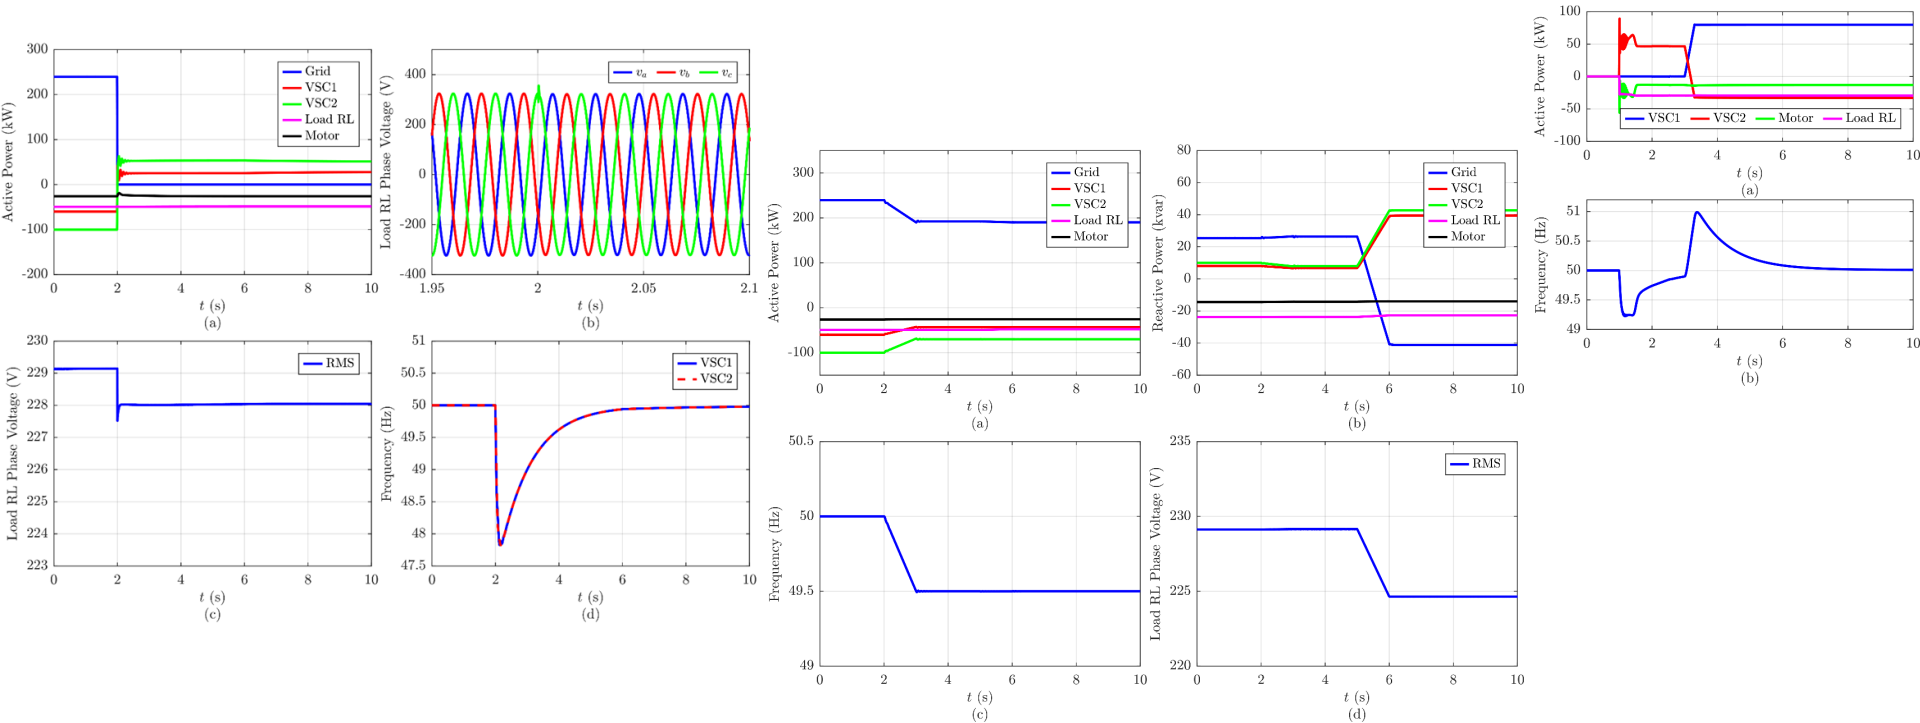 300
200
100
0
-100
-200
Active Power (kW)
Grid
VSC1
VSC2
Load RL
Motor
0 2 4 6 8 10
t (s)
(a)
400
200
0
-200
-400
Load RL Phase Voltage (V)
va vb vc
1.95 2 2.05 2.1
t (s)
(b)
230
229
228
227
226
225
224
223
Load RL Phase Voltage (V)
RMS
0 2 4 6 8 10
t (s)
(c)
51
50.5
50
49.5
49
48.5
48
47.5
Frequency (Hz)
VSC1
VSC2
0 2 4 6 8 10
t (s)
(d)
300
200
100
0
-100
Active Power (kW)
Grid
VSC1
VSC2
Load RL
Motor
0 2 4 6 8 10
t (s)
(a)
80
60
40
20
0
-20
-40
-60
Reactive Power (kvar)
Grid
VSC1
VSC2
Load RL
Motor
0 2 4 6 8 10
t (s)
(b)
50.5
50
49.5
49
Frequency (Hz)
0 2 4 6 8 10
t (s)
(c)
235
230
225
220
Load RL Phase Voltage (V)
RMS
0 2 4 6 8 10
t (s)
(d)
100
50
0
-50
-100
Active Power (kW)
VSC1 VSC2 Motor Load RL
0 2 4 6 8 10
t (s)
(a)
51
50.5
50
49.5
49
Frequency (Hz)
0 2 4 6 8 10
t (s)
(b)